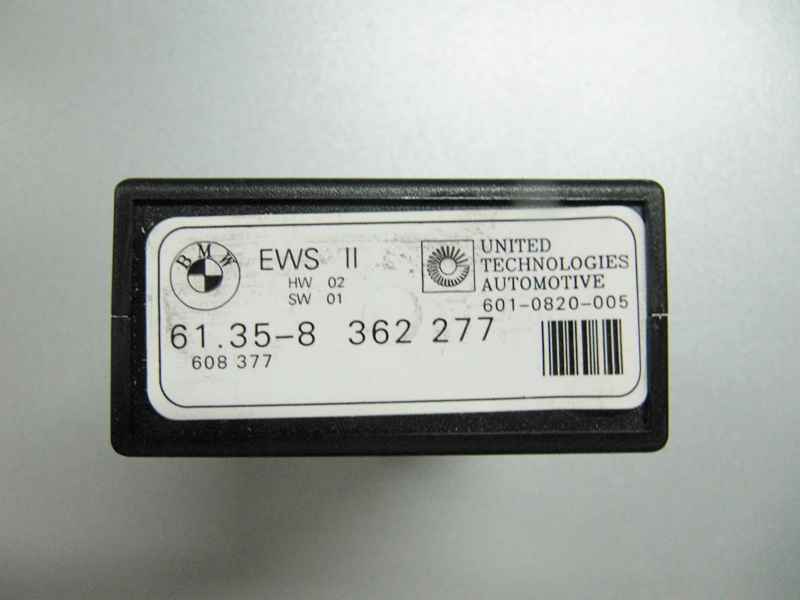 BMW
EWS II
HW 02
SW 01
UNITED
TECHNOLOGIES
AUTOMOTIVE
601-0820-005
61.35-8 362 277
608 377